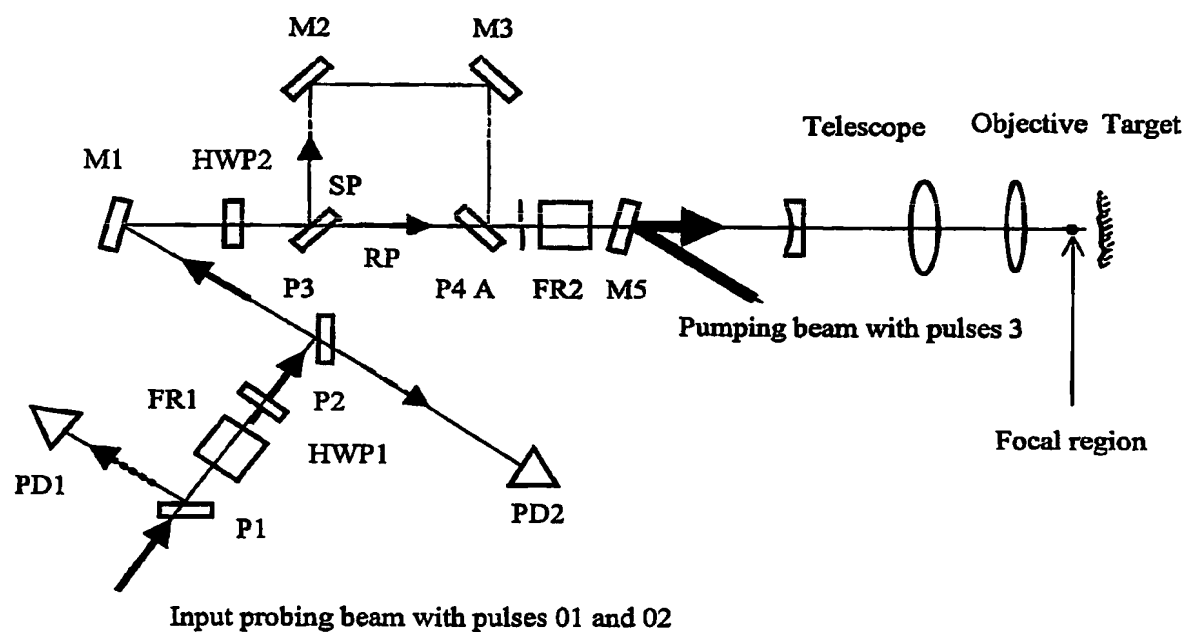 M2
M3
Telescope
Objective Target
M1
HWP2
SP
RP
P3
P4 A
FR2
M5
Pumping beam with pulses 3
FR1
P2
HWP1
Focal region
PD1
PD2
P1
Input probing beam with pulses 01 and 02